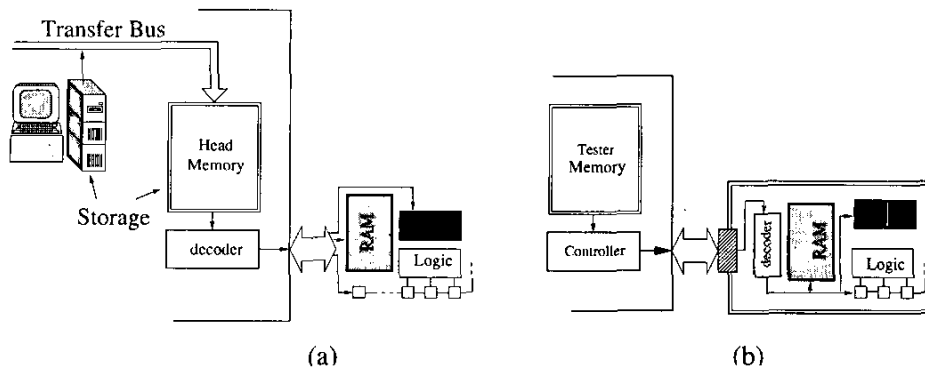 Transfer Bus
Head
Memory
Storage
decoder
RAM
Logic
(a)
Tester
Memory
Controller
decoder
RAM
Logic
(b)